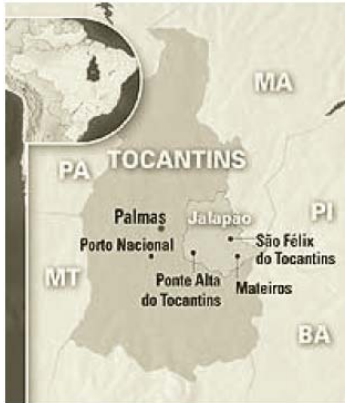 MA
TOCANTINS
PA
Palmas
Jalapão
PI
Porto Nacional
São Félix
do Tocantins
MT
Ponte Alta
do Tocantins
Mateiros
BA